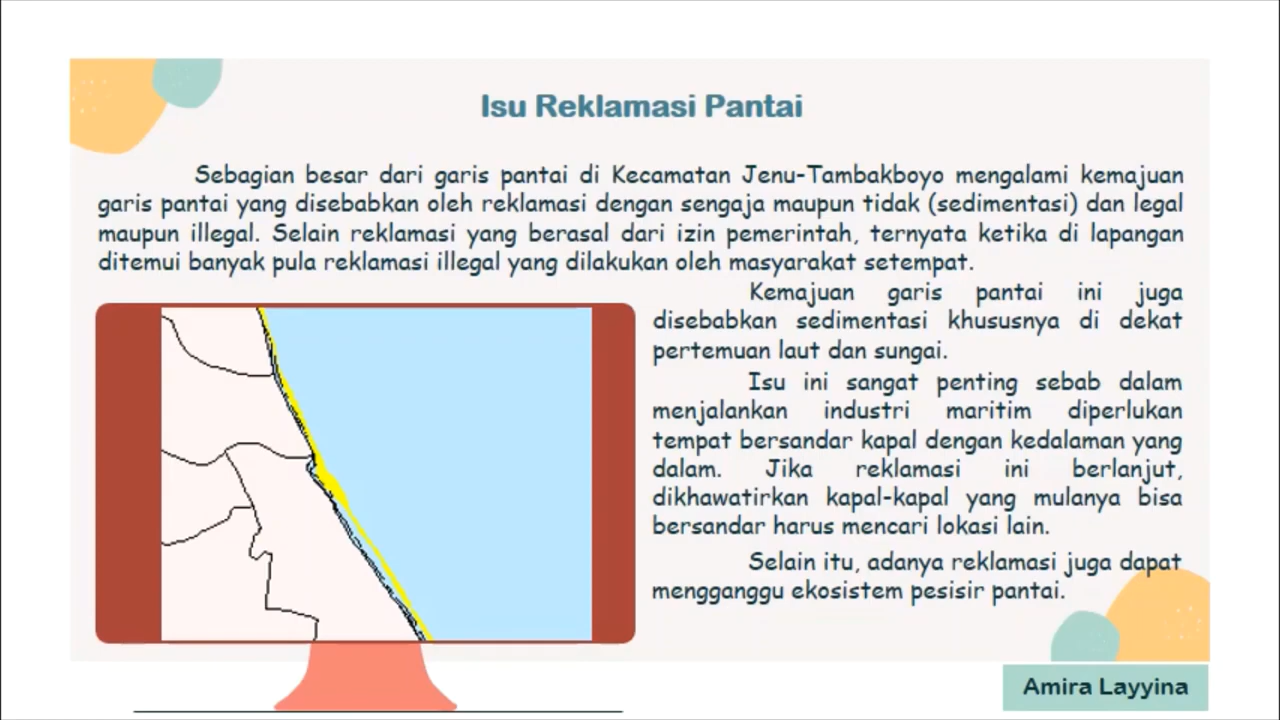 Isu Reklamasi Pantai
Sebagian besar dari garis pantai di Kecamatan Jenu-Tambakboyo mengalami kemajuan
garis pantai yang disebabkan oleh reklamasi dengan sengaja maupun tidak (sedimentasi) dan legal
maupun illegal. Selain reklamasi yang berasal dari izin pemerintah, ternyata ketika di lapangan
ditemui banyak pula reklamasi illegal yang dilakukan oleh masyarakat setempat.
Kemajuan garis pantai ini juga
disebabkan sedimentasi khususnya di dekat
pertemuan laut dan sungai.
Isu ini sangat penting sebab dalam
menjalankan industri maritim diperlukan
tempat bersandar kapal dengan kedalaman yang
dalam. Jika reklamasi ini berlanjut,
dikhawatirkan kapal-kapal yang mulanya bisa
bersandar harus mencari lokasi lain.
Selain itu, adanya reklamasi juga dapat
mengganggu ekosistem pesisir pantai.
Amira Layyina